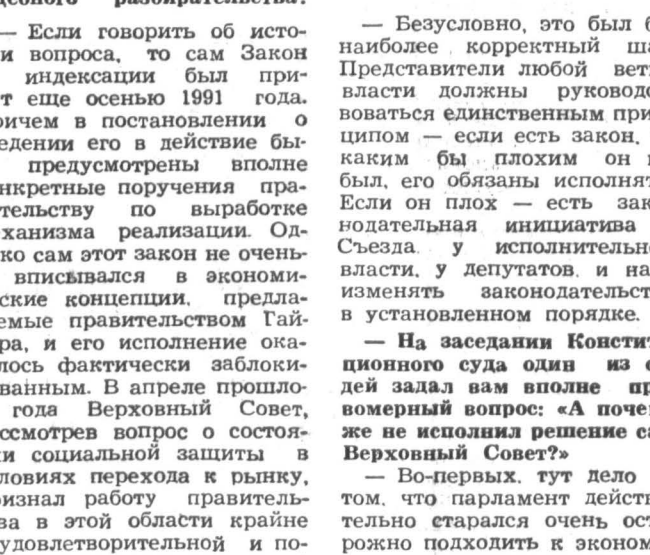 — Если говорить об исто-
и вопроса, то сам Закон
индексации был при-
т еще осенью 1991 года.
ричем в постановлении о
едении его в действие бы-
предусмотрены вполне
нкретные поручения пра-
тельству по выработке
ханизма реализации. Од-
ко сам этот закон не очень-
вписывался в экономи-
ские концепции, предла-
емые правительством Гай-
ра, и его исполнение ока-
лось фактически заблоки-
ванным. В апреле прошло-
года Верховный Совет,
ссмотрев вопрос о состоя-
и социальной защиты в
ловиях перехода к рынку,
ризнал работу правитель-
ва в этой области крайне
удовлетворительной и по-
— Безусловно, это был б
наиболее корректный ша
Представители любой вет
власти должны руковод
воваться единственным при
ципом — если есть закон,
каким бы плохим он н
был, его обязаны исполнят
Если он плох — есть зак
нодательная инициатива
Съезда, у исполнительн
власти, у депутатов, и на
изменять законодательст
в установленном порядке.
— На заседании Констит
ционного суда один из с
дей задал вам вполне пр
вомерный вопрос: «А поче
же не исполнил решение са
Верховный Совет?»
— Во-первых, тут дело
том, что парламент действ
тельно старался очень ост
рожно подходить к эконом